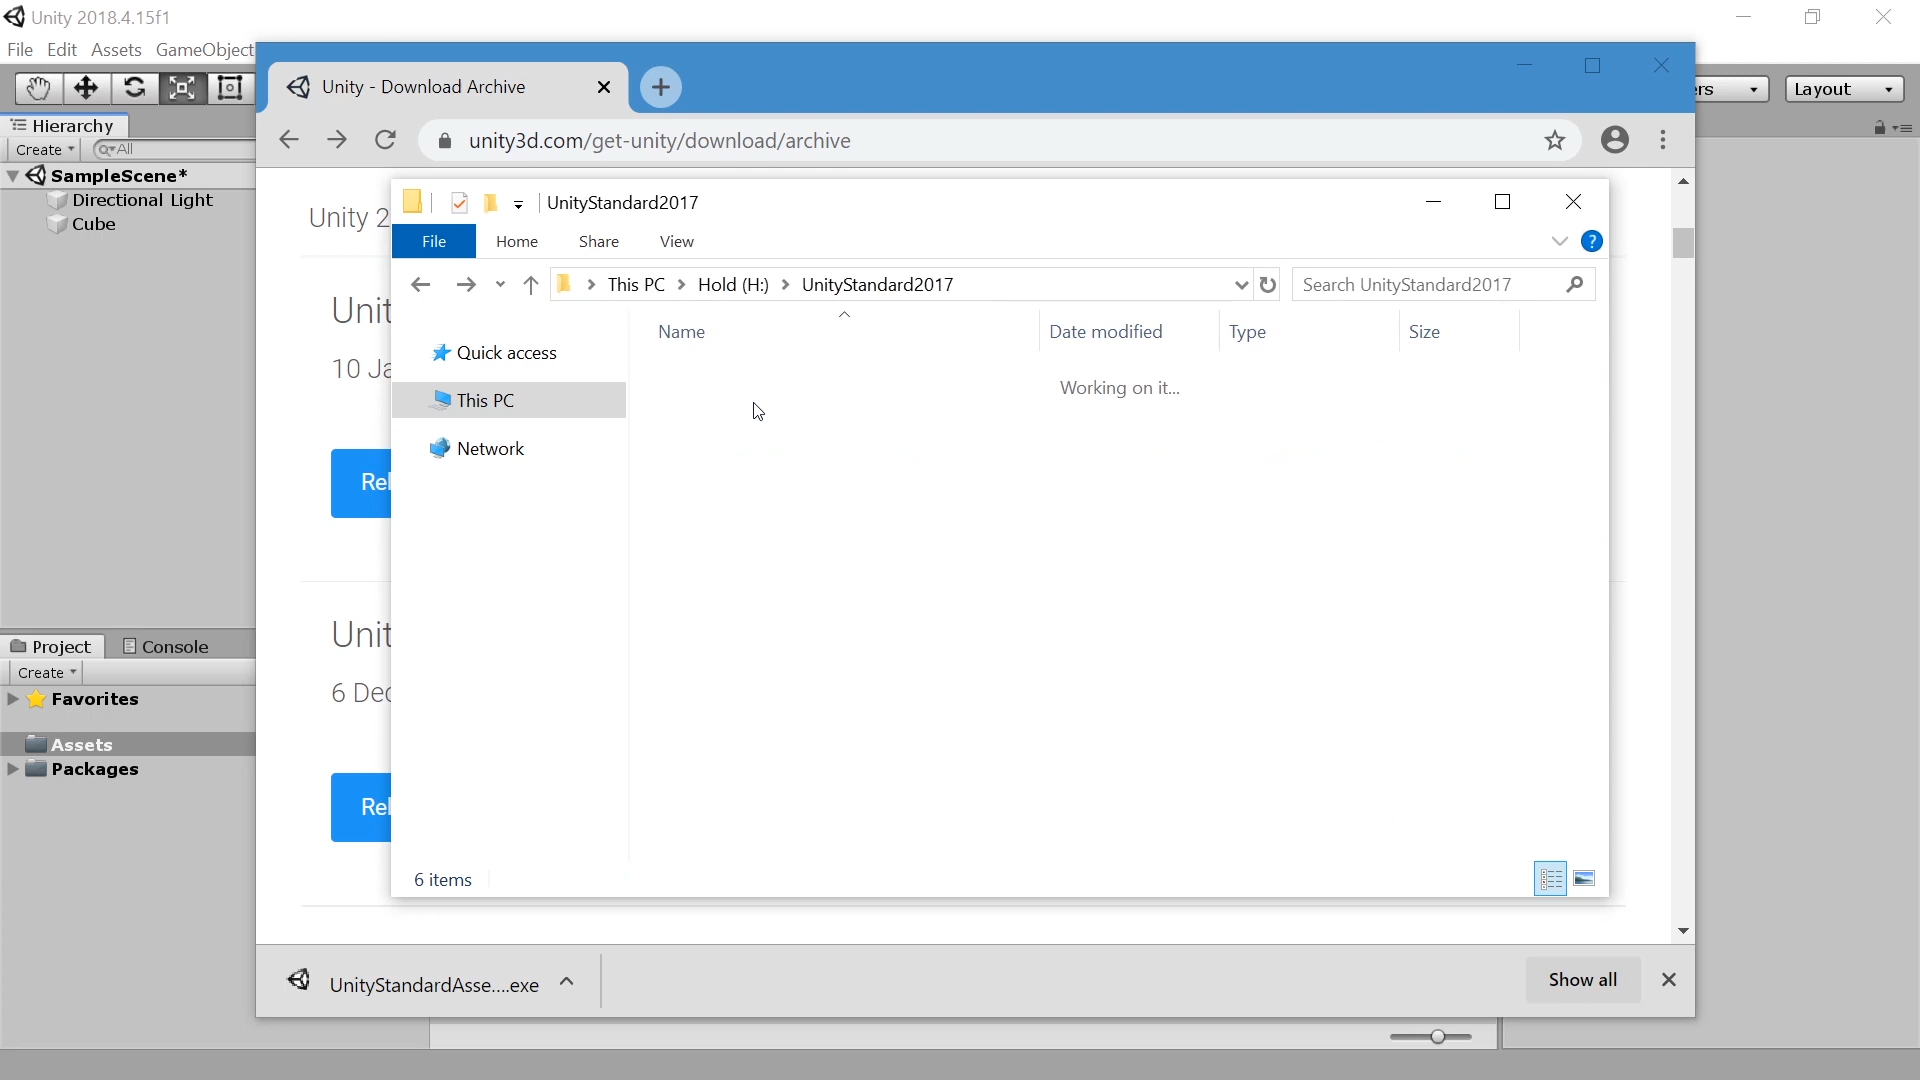 Unity 2018.4.15f1
File Edit Assets GameObject
Unity - Download Archive
Layout
Hierarchy
unity3d.com/get-unity/download/archive
Create
All
SampleScene*
Directional Light
Cube
UnityStandard2017
Unity 2
File Home Share View
This PC Hold (H:) UnityStandard2017
Search UnityStandard2017
Name Date modified Type Size
Unit
10 Ja
Quick access
Working on it...
This PC
Network
Rel
Unit
6 Dec
Project Console
Create
Favorites
Assets
Packages
Rel
6 items
UnityStandardAsse....exe
Show all